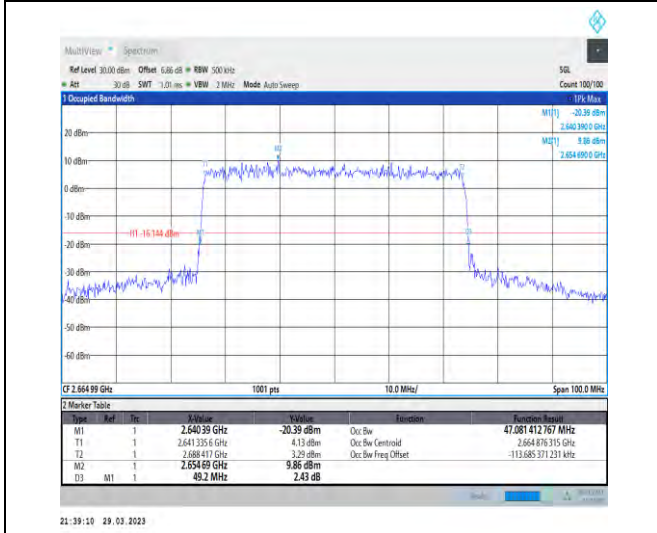 MultiView Spectrum
Ref Level 30.00 dBm Offset 6.86 dB RBW 500 kHz SGL
Att 30 dB SWT 1.01 ms VBW 2 MHz Mode Auto Sweep Count 100/100
1 Occupied Bandwidth 1Pk Max
M1[1] -20.39 dBm
2.640 390 0 GHz
M2[1] 9.86 dBm
2.654 690 0 GHz
20 dBm
M2
10 dBm
T1 T2
0 dBm
-10 dBm
H1 -16.144 dBm
-20 dBm
-30 dBm
-40 dBm
-50 dBm
-60 dBm
CF 2.664 99 GHz 1001 pts 10.0 MHz/ Span 100.0 MHz
2 Marker Table
Type Ref Trc X-Value Y-Value Function Function Result
M1 1 2.640 39 GHz -20.39 dBm Occ Bw 47.081 412 767 MHz
T1 1 2.641 335 6 GHz 4.13 dBm Occ Bw Centroid 2.664 876 315 GHz
T2 1 2.688 417 GHz 3.29 dBm Occ Bw Freq Offset -113.685 371 231 kHz
M2 1 2.654 69 GHz 9.86 dBm
D3 M1 1 49.2 MHz 2.43 dB
21:39:10 29.03.2023